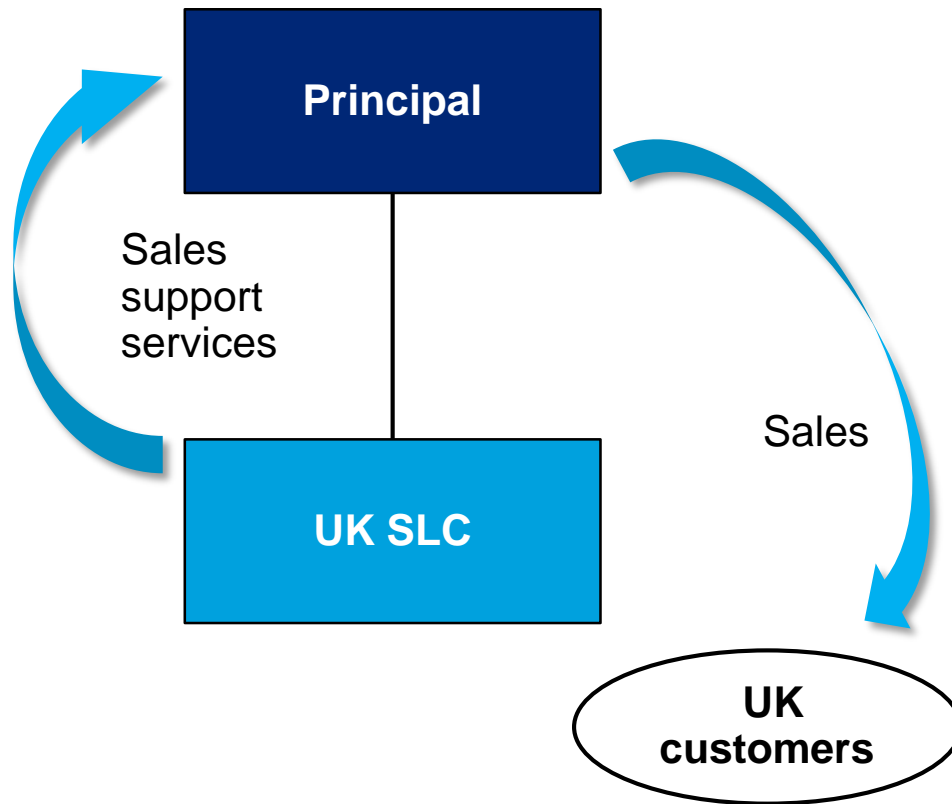 Principal
Sales
support
services
Sales
UK SLC
UK
customers